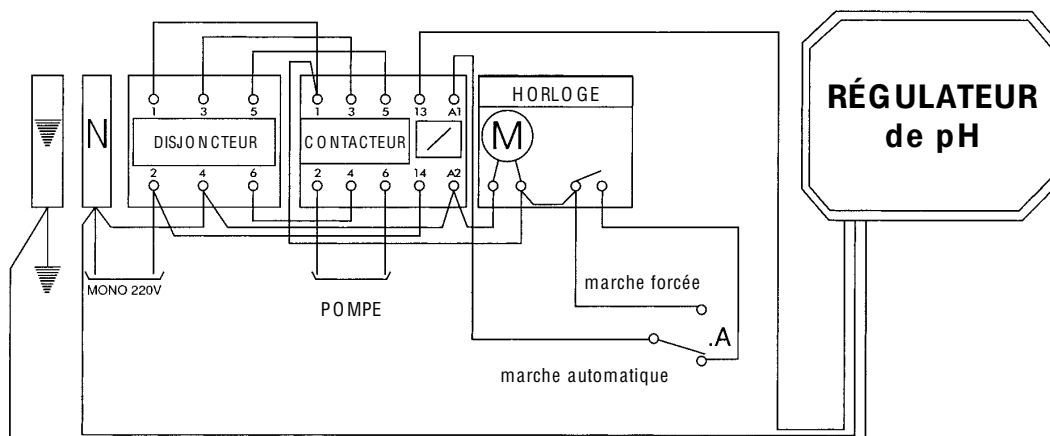 N
1 3 5
DISJONCTEUR
2 4 6
MONO 220V
1 3 5 13 A1
CONTACTEUR
2 4 6 14 A2
POMPE
HORLOGE
M
marche forcée
.A
marche automatique
RÉGULATEUR
de pH